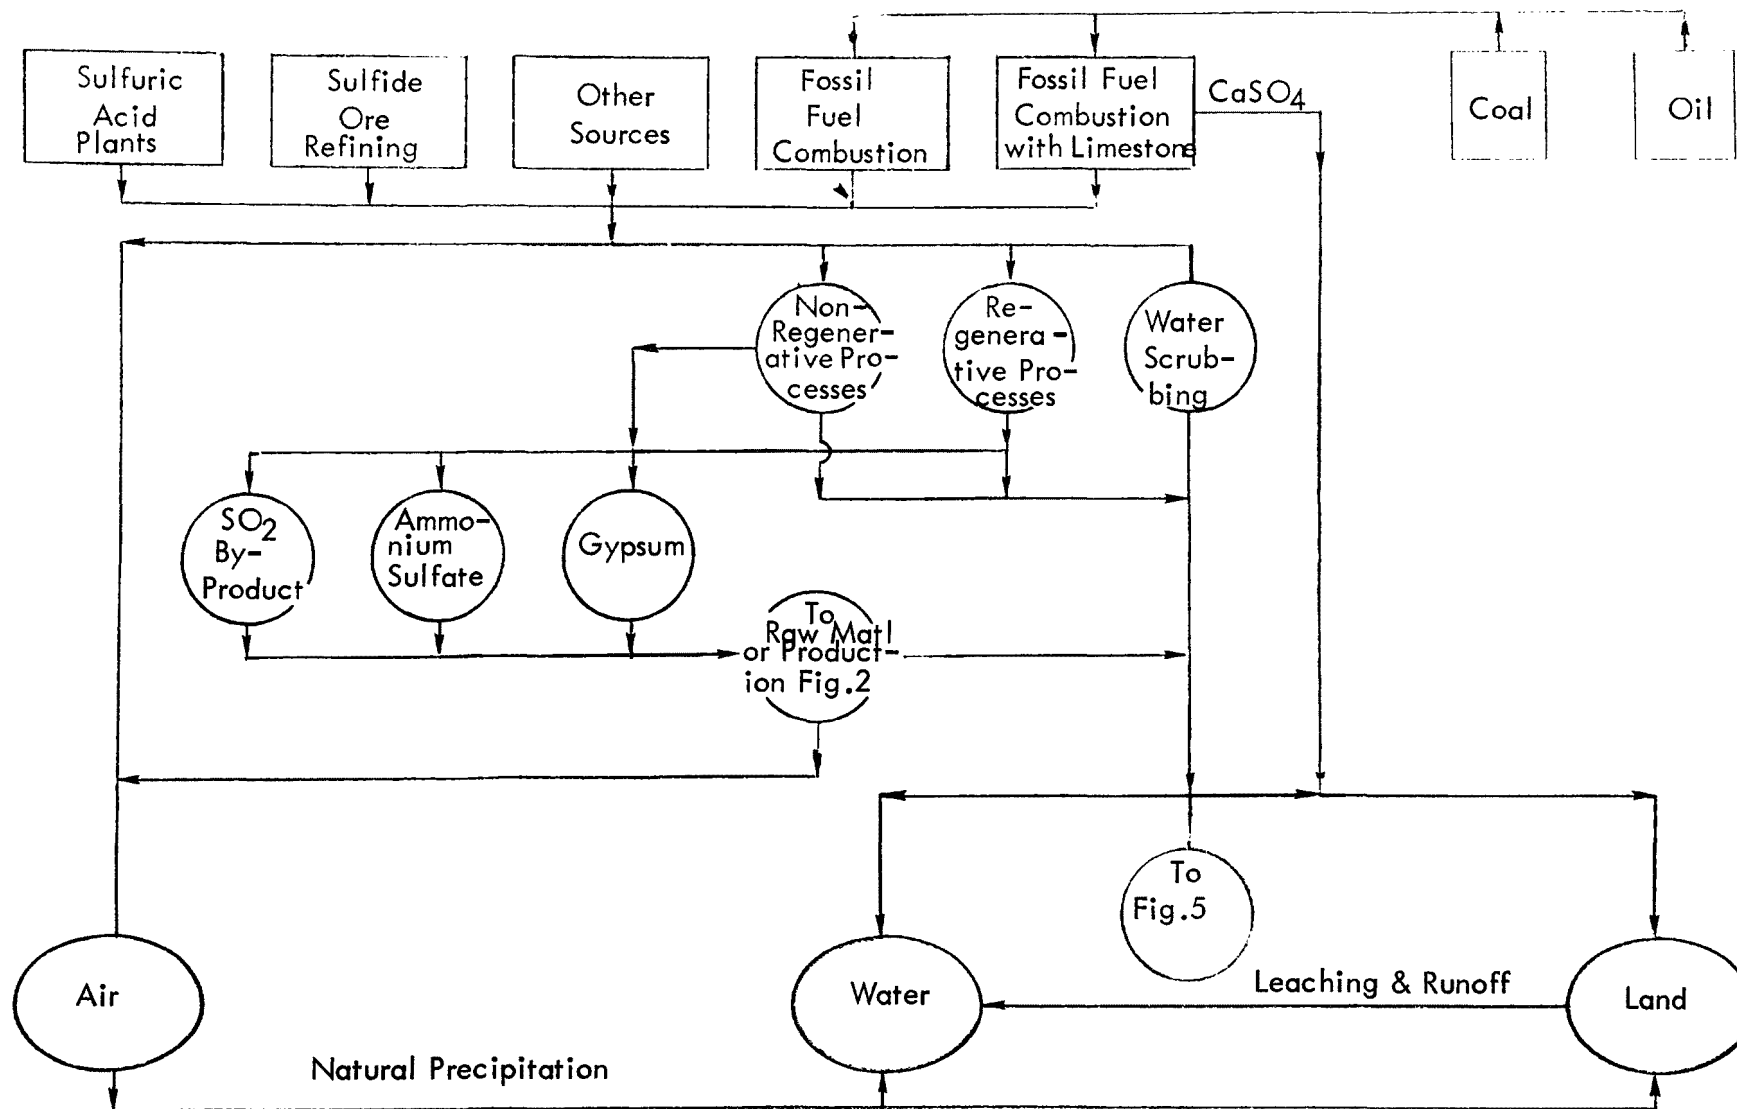 Sulfuric
Acid
Plants
Sulfide
Ore
Refining
Other
Sources
Fossil
Fuel
Combustion
Fossil Fuel
Combustion
with Limestone
CaSO4
Coal
Oil
Non-
Regener-
ative Pro-
cesses
Re-
genera-
tive Pro-
cesses
Water
Scrub-
bing
SO2
By-
Product
Ammo-
nium
Sulfate
Gypsum
To
Raw Matl
or Product-
ion Fig.2
To
Fig.5
Air
Water
Leaching & Runoff
Land
Natural Precipitation